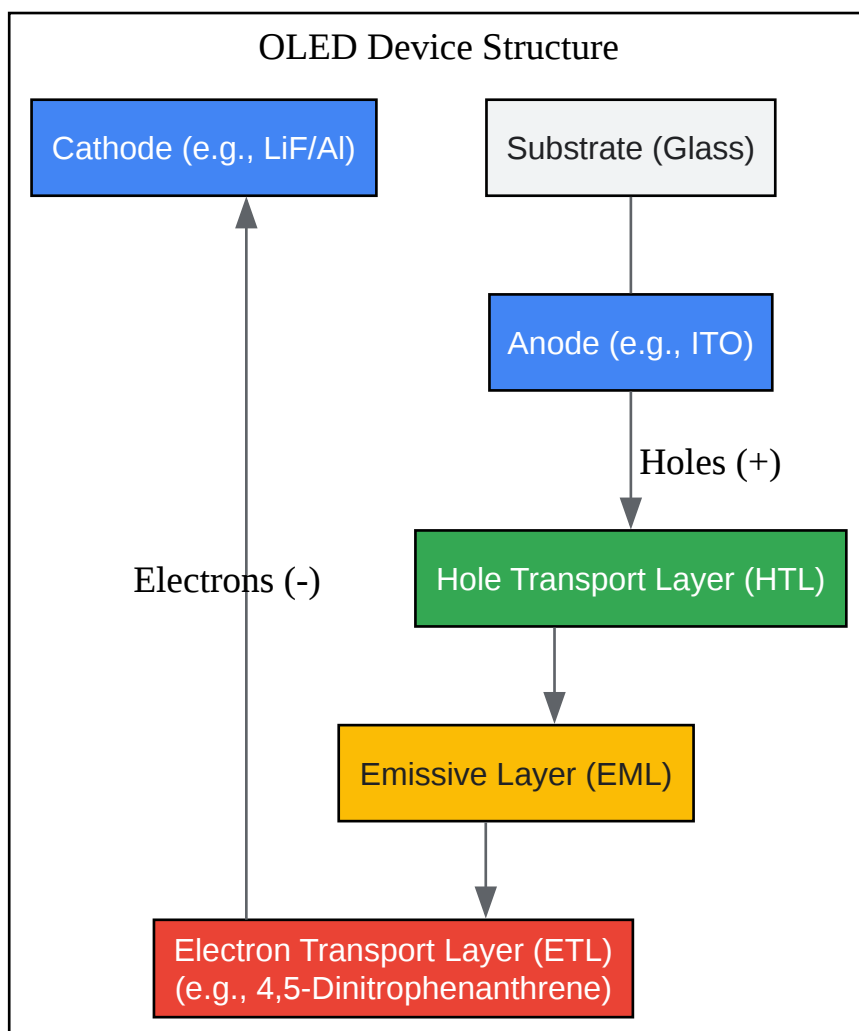 OLED Device Structure
Cathode (e.g., LiF/Al)
Substrate (Glass)
Anode (e.g., ITO)
Holes (+)
Hole Transport Layer (HTL)
Electrons (-)
Emissive Layer (EML)
Electron Transport Layer (ETL)
(e.g., 4,5-Dinitrophenanthrene)